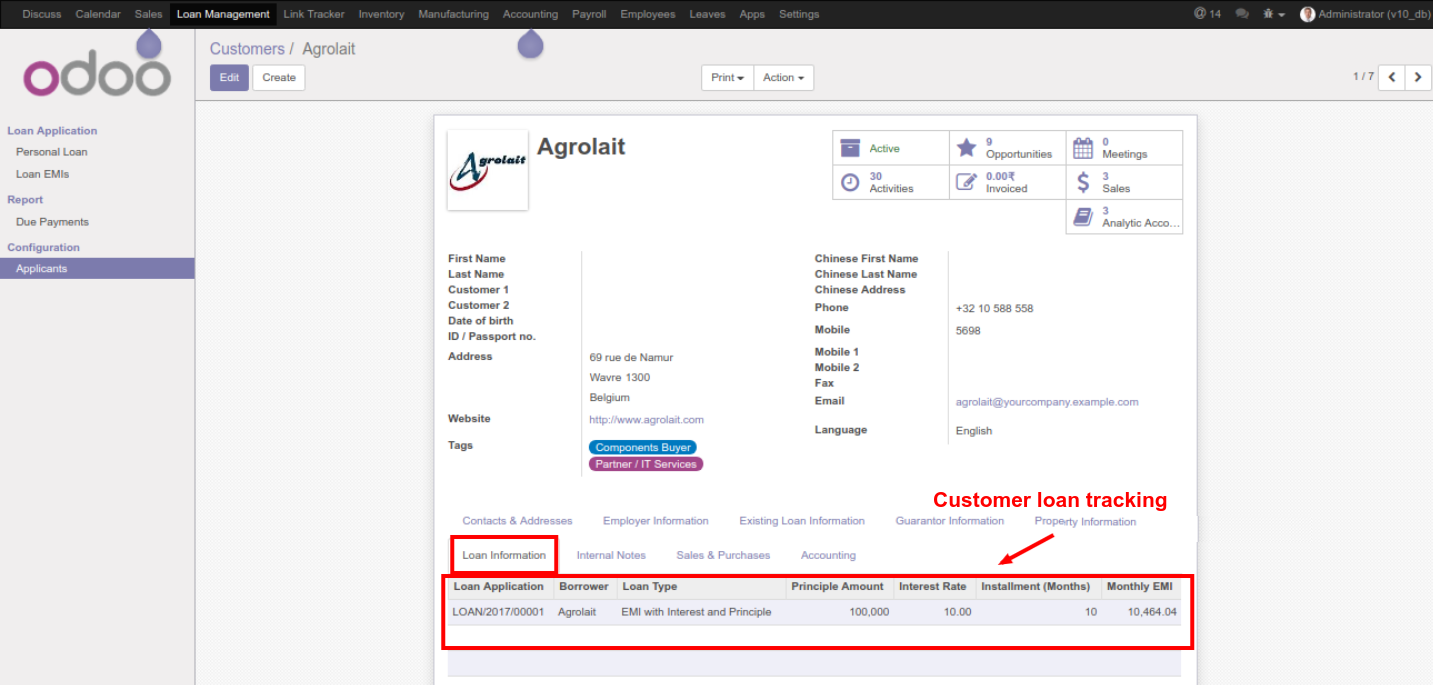 Discuss Calendar Sales Loan Management Link Tracker Inventory Manufacturing Accounting Payroll Employees Leaves Apps Settings @ 14 Administrator (v10_db)
odoo
Customers / Agrolait
Edit Create Print Action 1 / 7
Loan Application
Personal Loan
Loan EMIs
Report
Due Payments
Configuration
Applicants
Agrolait
Agrolait
Active
9
Opportunities
0
Meetings
30
Activities
0.00₹
Invoiced
3
Sales
3
Analytic Acco...
First Name
Last Name
Customer 1
Customer 2
Date of birth
ID / Passport no.
Address 69 rue de Namur
Wavre 1300
Belgium
Website http://www.agrolait.com
Tags Components Buyer
Partner / IT Services
Chinese First Name
Chinese Last Name
Chinese Address
Phone +32 10 588 558
Mobile 5698
Mobile 1
Mobile 2
Fax
Email agrolait@yourcompany.example.com
Language English
Customer loan tracking
Contacts & Addresses Employer Information Existing Loan Information Guarantor Information Property Information
Loan Information Internal Notes Sales & Purchases Accounting
Loan Application Borrower Loan Type Principle Amount Interest Rate Installment (Months) Monthly EMI
LOAN/2017/00001 Agrolait EMI with Interest and Principle 100,000 10.00 10 10,464.04